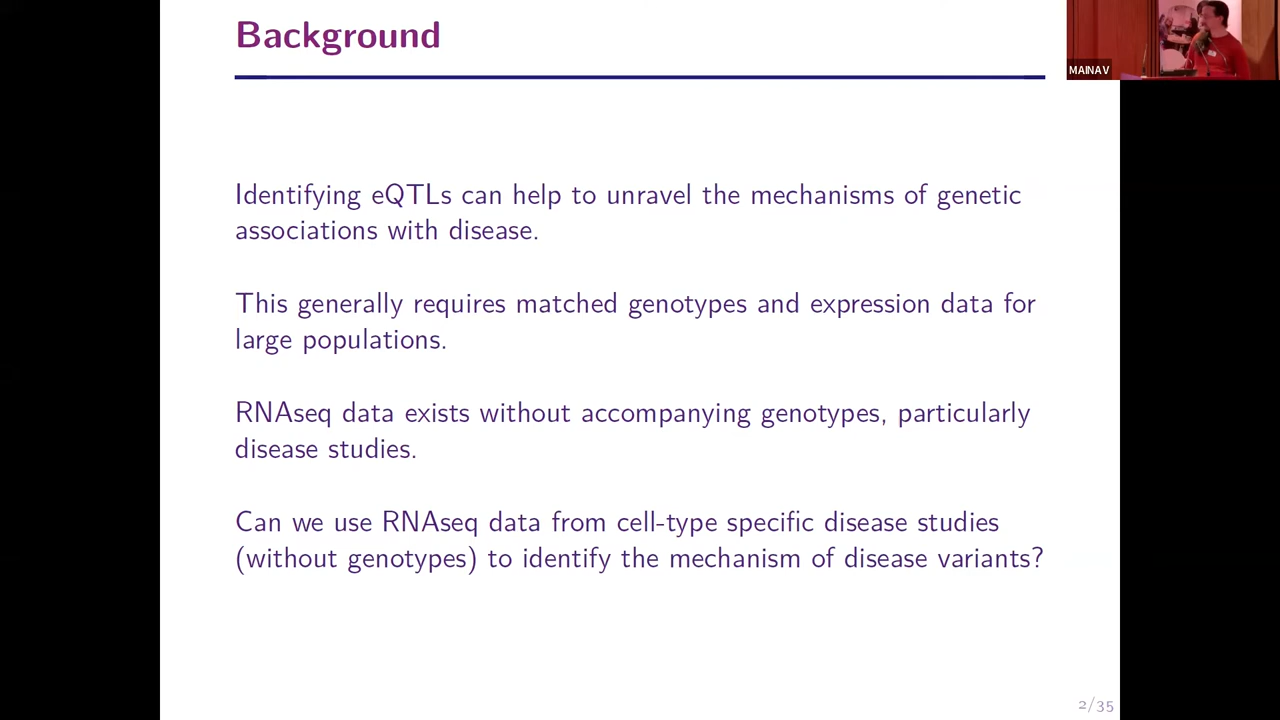 Background
MAINAV
Identifying eQTLs can help to unravel the mechanisms of genetic
associations with disease.
This generally requires matched genotypes and expression data for
large populations.
RNAseq data exists without accompanying genotypes, particularly
disease studies.
Can we use RNAseq data from cell-type specific disease studies
(without genotypes) to identify the mechanism of disease variants?
2/35